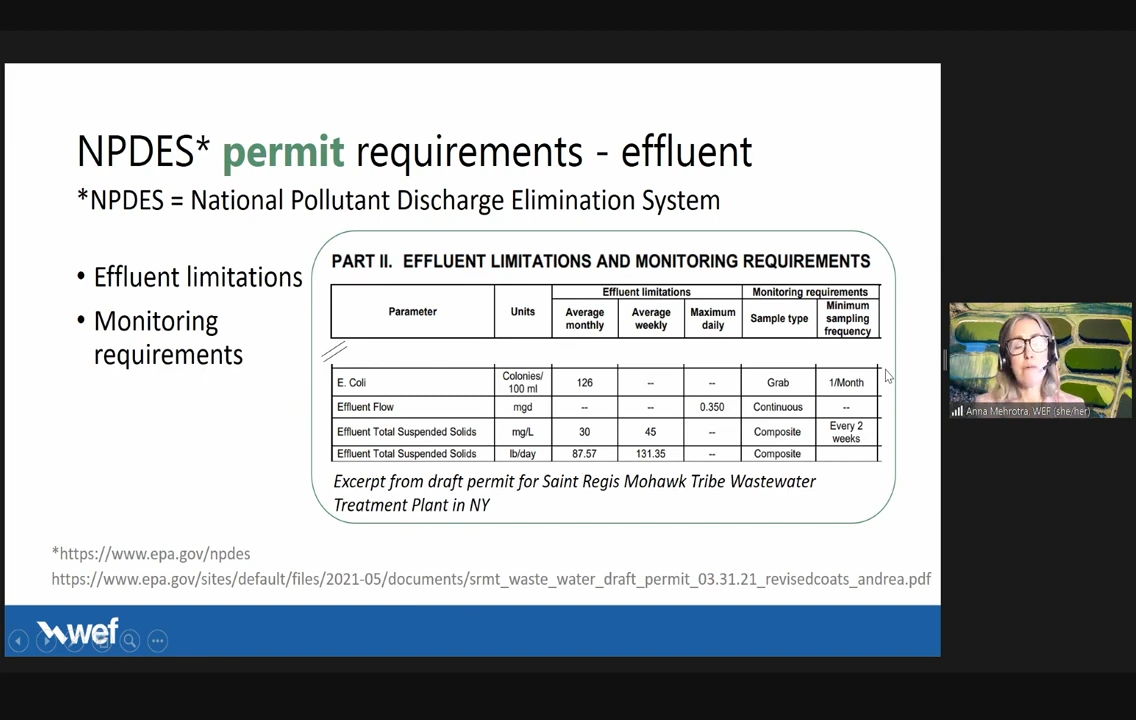 NPDES* permit requirements - effluent
*NPDES = National Pollutant Discharge Elimination System
• Effluent limitations
• Monitoring
requirements
PART II. EFFLUENT LIMITATIONS AND MONITORING REQUIREMENTS
Effluent limitations Monitoring requirements
Parameter Units Average monthly Average weekly Maximum daily Sample type Minimum sampling frequency
E. Coli Colonies/ 100 ml 126 -- -- Grab 1/Month
Effluent Flow mgd -- -- 0.350 Continuous --
Effluent Total Suspended Solids mg/L 30 45 -- Composite Every 2 weeks
Effluent Total Suspended Solids lb/day 87.57 131.35 -- Composite
Excerpt from draft permit for Saint Regis Mohawk Tribe Wastewater
Treatment Plant in NY
*https://www.epa.gov/npdes
https://www.epa.gov/sites/default/files/2021-05/documents/srmt_waste_water_draft_permit_03.31.21_revisedcoats_andrea.pdf
wef
Anna Mehrotra, WEF (she/her)